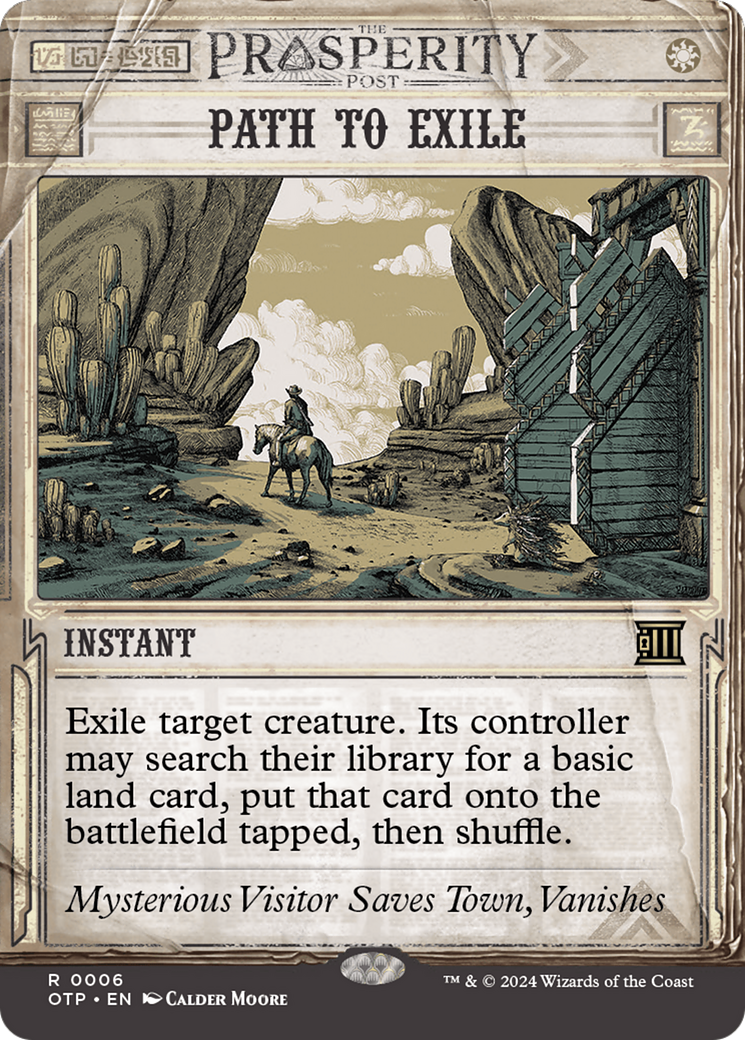 THE
PROSPERITY
POST
PATH TO EXILE
INSTANT
Exile target creature. Its controller
may search their library for a basic
land card, put that card onto the
battlefield tapped, then shuffle.
Mysterious Visitor Saves Town, Vanishes
R 0006
OTP • EN CALDER MOORE
™ & © 2024 Wizards of the Coast